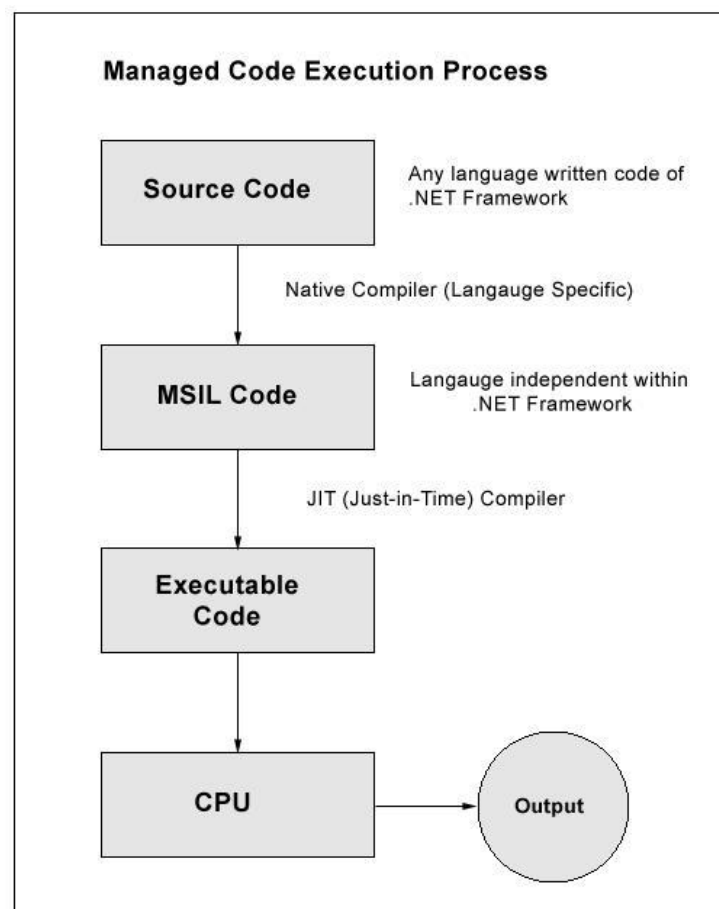 Managed Code Execution Process
Source Code
Any language written code of
.NET Framework
Native Compiler (Langauge Specific)
MSIL Code
Langauge independent within
.NET Framework
JIT (Just-in-Time) Compiler
Executable
Code
CPU
Output